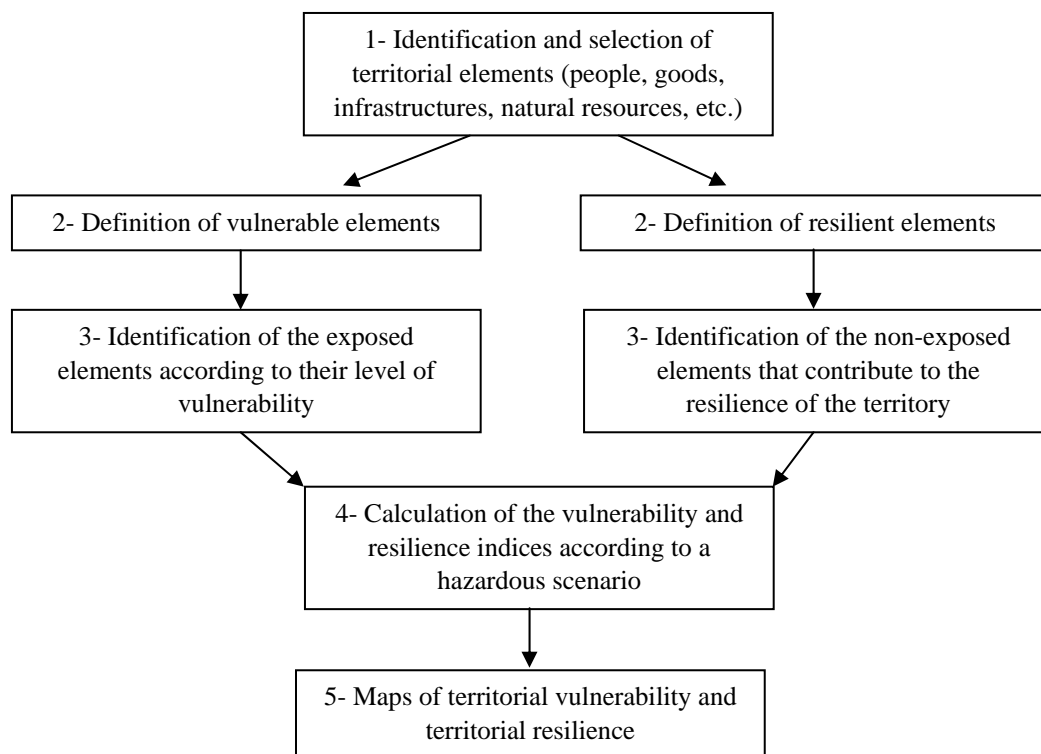 1- Identification and selection of
territorial elements (people, goods,
infrastructures, natural resources, etc.)
2- Definition of vulnerable elements
2- Definition of resilient elements
3- Identification of the exposed
elements according to their level of
vulnerability
3- Identification of the non-exposed
elements that contribute to the
resilience of the territory
4- Calculation of the vulnerability and
resilience indices according to a
hazardous scenario
5- Maps of territorial vulnerability and
territorial resilience